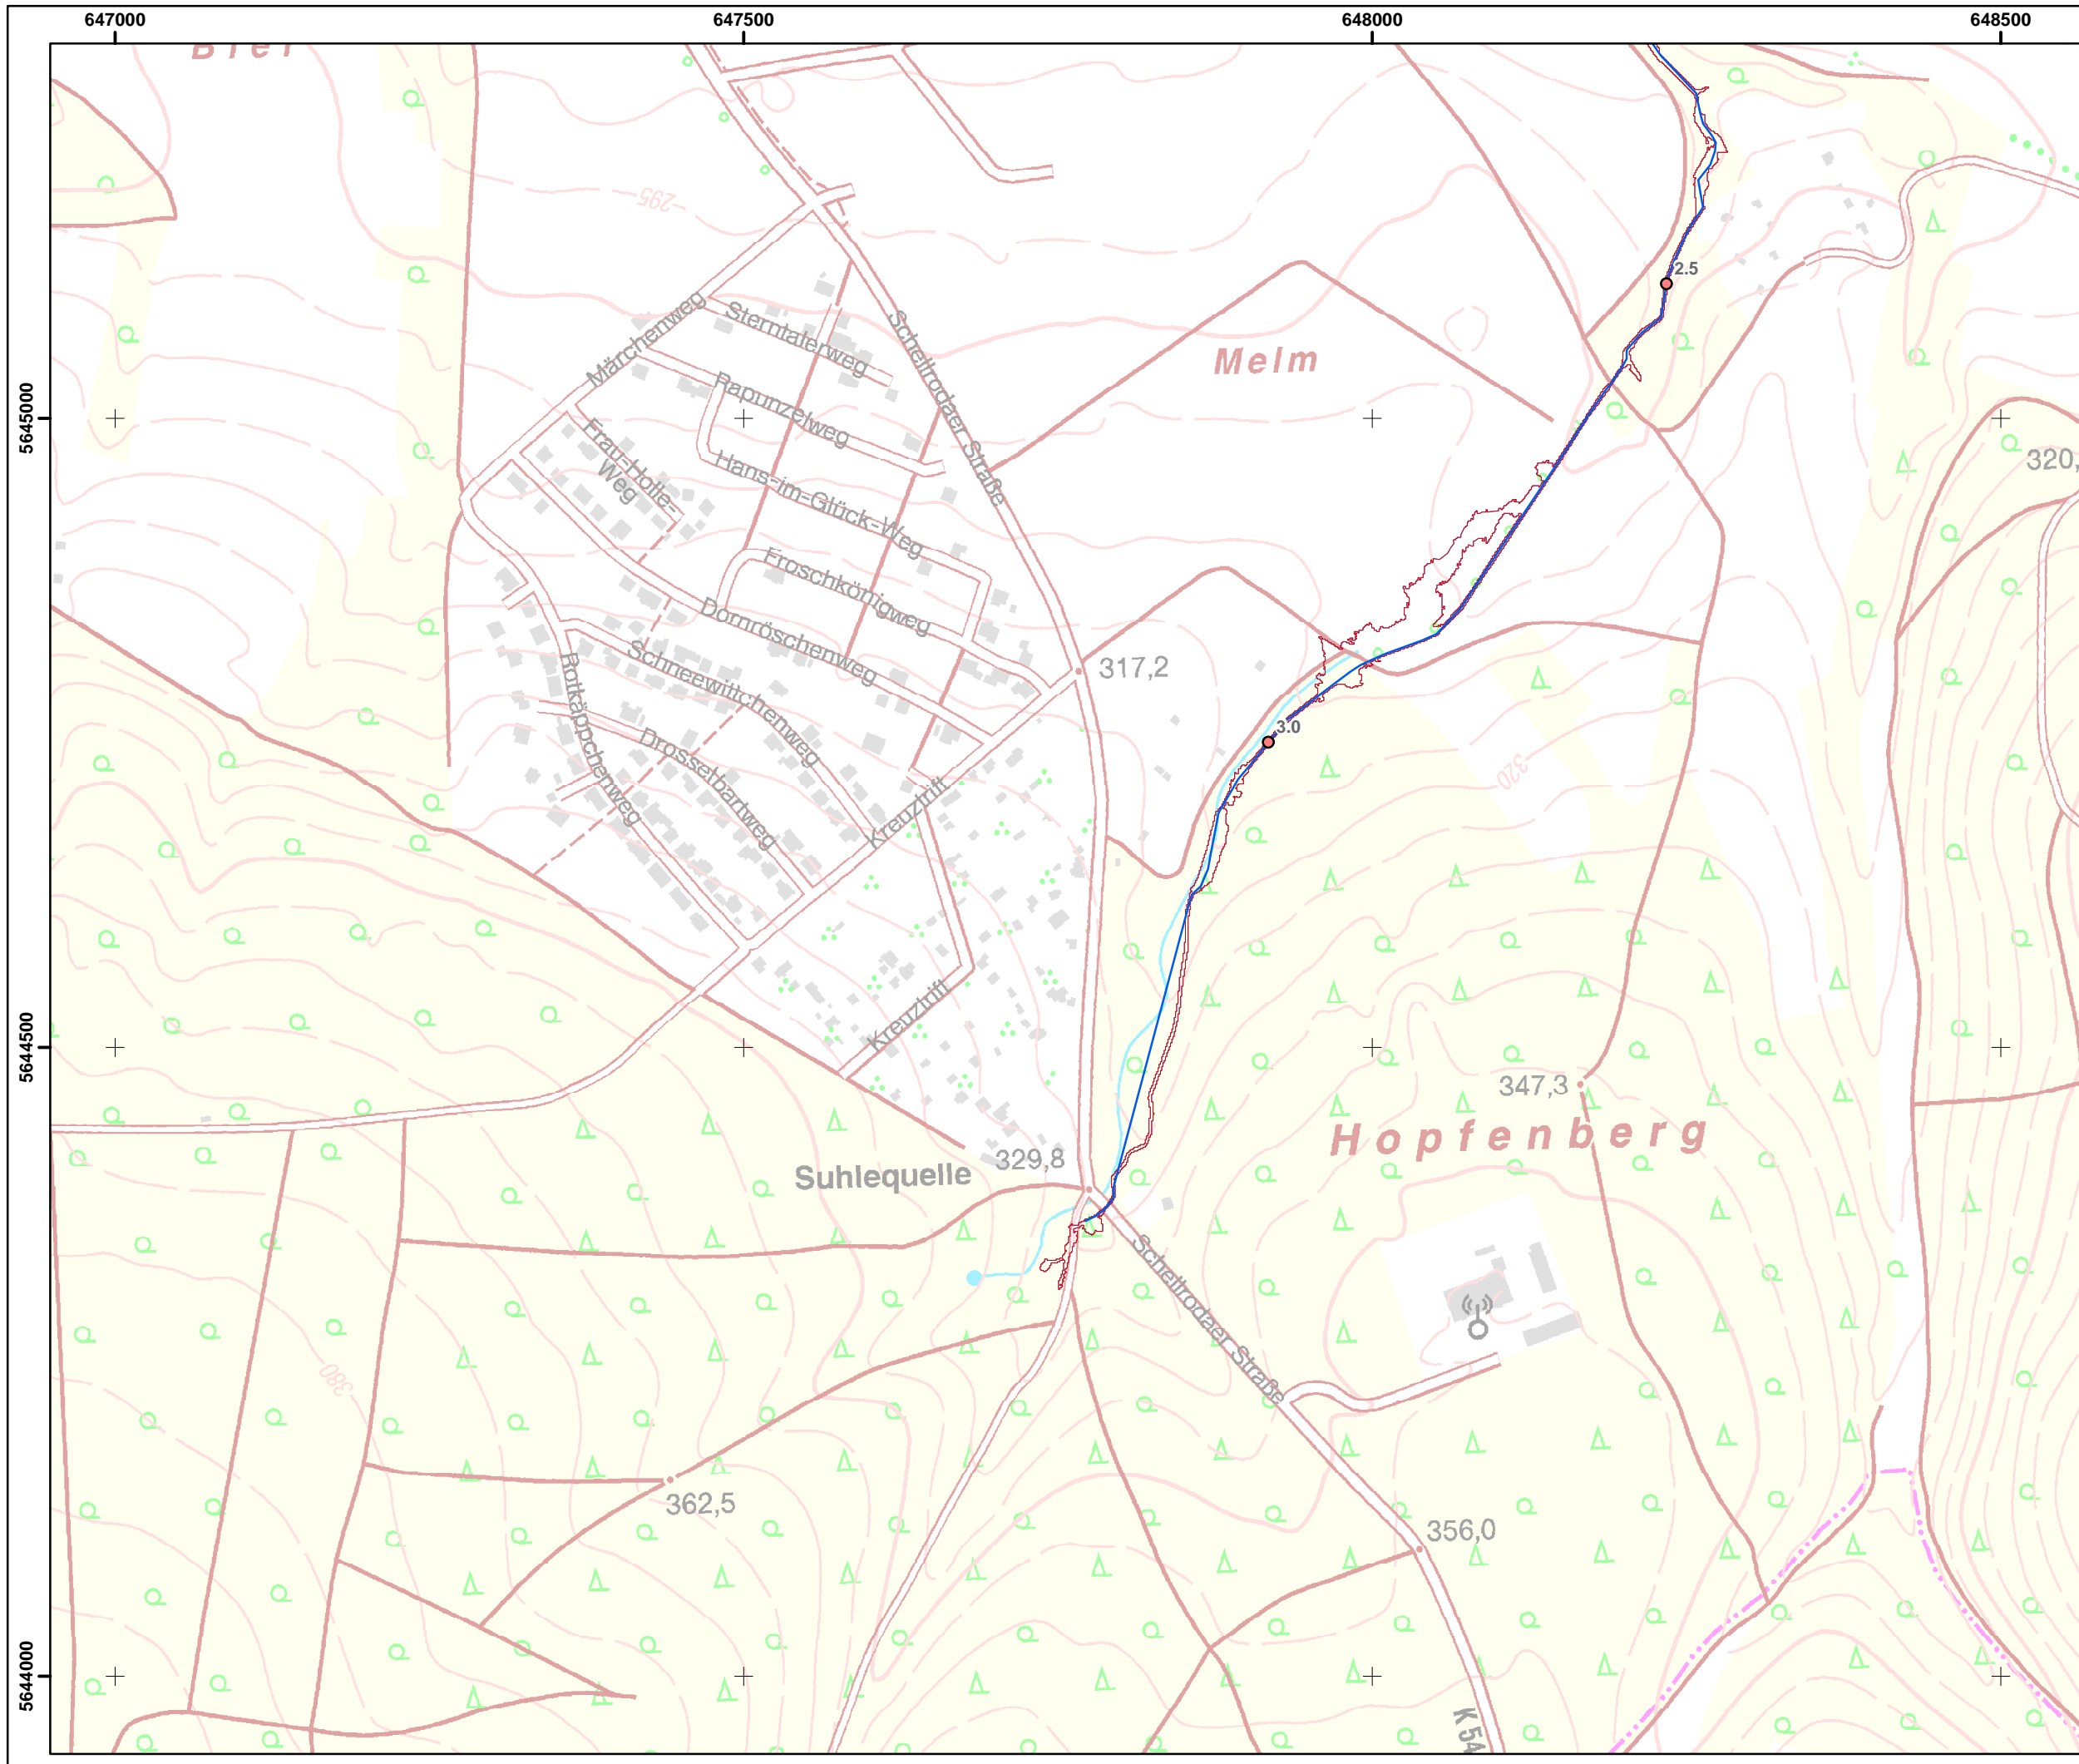 647000 647500 648000 648500
295
2.5
Märchenweg
Sterntalerweg
Schellrodaer Straße
Melm
5645000
Rapunzelweg
Frau-Holle-
Weg
Hans-im-Glück-Weg
320,
Froschkönigweg
Dornröschenweg
317,2
Schneewittchenweg
Rotkäppchenweg
Drosselbartweg
3.0
320
Kreuztrift
Kreuztrift
5644500
347,3
Hopfenberg
329,8
Suhlequelle
Schellrodaer Straße
380
362,5
356,0
5644000
K 54